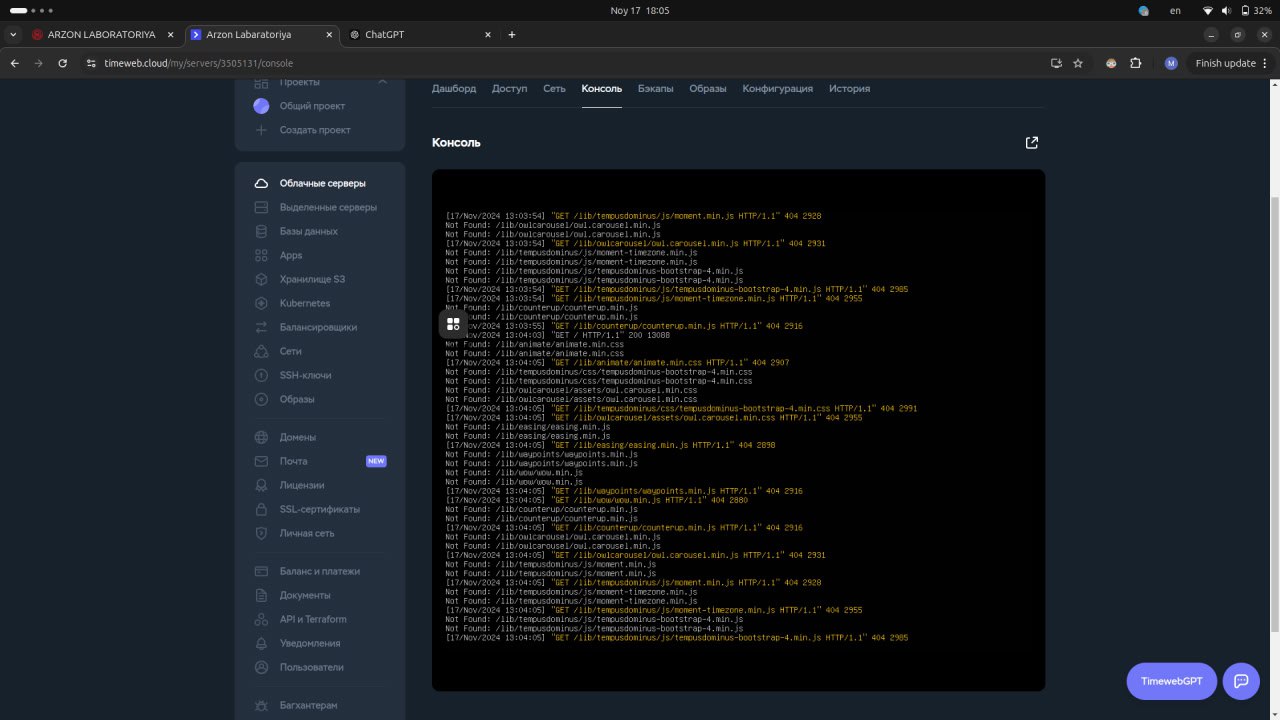 Nov 17 18:05
en
32%
ARZON LABORATORIYA
Arzon Labaratoriya
ChatGPT
timeweb.cloud/my/servers/3505131/console
M
Finish update
Проекты
Общий проект
Создать проект
Облачные серверы
Выделенные серверы
Базы данных
Apps
Хранилище S3
Kubernetes
Балансировщики
Сети
SSH-ключи
Образы
Домены
Почта
NEW
Лицензии
SSL-сертификаты
Личная сеть
Баланс и платежи
Документы
API и Terraform
Уведомления
Пользователи
Багхантерам
Дашборд Доступ Сеть Консоль Бэкапы Образы Конфигурация История
Консоль
[17/Nov/2024 13:03:54] "GET /lib/tempusdominus/js/moment.min.js HTTP/1.1" 404 2928
Not Found: /lib/owlcarousel/owl.carousel.min.js
Not Found: /lib/owlcarousel/owl.carousel.min.js
[17/Nov/2024 13:03:54] "GET /lib/owlcarousel/owl.carousel.min.js HTTP/1.1" 404 2931
Not Found: /lib/tempusdominus/js/moment-timezone.min.js
Not Found: /lib/tempusdominus/js/moment-timezone.min.js
Not Found: /lib/tempusdominus/js/tempusdominus-bootstrap-4.min.js
Not Found: /lib/tempusdominus/js/tempusdominus-bootstrap-4.min.js
[17/Nov/2024 13:03:54] "GET /lib/tempusdominus/js/tempusdominus-bootstrap-4.min.js HTTP/1.1" 404 2985
[17/Nov/2024 13:03:54] "GET /lib/tempusdominus/js/moment-timezone.min.js HTTP/1.1" 404 2955
Not Found: /lib/counterup/counterup.min.js
Found: /lib/counterup/counterup.min.js
ov/2024 13:03:55] "GET /lib/counterup/counterup.min.js HTTP/1.1" 404 2916
ov/2024 13:04:03] "GET / HTTP/1.1" 200 13088
Not Found: /lib/animate/animate.min.css
Not Found: /lib/animate/animate.min.css
[17/Nov/2024 13:04:05] "GET /lib/animate/animate.min.css HTTP/1.1" 404 2907
Not Found: /lib/tempusdominus/css/tempusdominus-bootstrap-4.min.css
Not Found: /lib/tempusdominus/css/tempusdominus-bootstrap-4.min.css
Not Found: /lib/owlcarousel/assets/owl.carousel.min.css
Not Found: /lib/owlcarousel/assets/owl.carousel.min.css
[17/Nov/2024 13:04:05] "GET /lib/tempusdominus/css/tempusdominus-bootstrap-4.min.css HTTP/1.1" 404 2991
[17/Nov/2024 13:04:05] "GET /lib/owlcarousel/assets/owl.carousel.min.css HTTP/1.1" 404 2955
Not Found: /lib/easing/easing.min.js
Not Found: /lib/easing/easing.min.js
[17/Nov/2024 13:04:05] "GET /lib/easing/easing.min.js HTTP/1.1" 404 2898
Not Found: /lib/waypoints/waypoints.min.js
Not Found: /lib/waypoints/waypoints.min.js
Not Found: /lib/wow/wow.min.js
Not Found: /lib/wow/wow.min.js
[17/Nov/2024 13:04:05] "GET /lib/waypoints/waypoints.min.js HTTP/1.1" 404 2916
[17/Nov/2024 13:04:05] "GET /lib/wow/wow.min.js HTTP/1.1" 404 2880
Not Found: /lib/counterup/counterup.min.js
Not Found: /lib/counterup/counterup.min.js
[17/Nov/2024 13:04:05] "GET /lib/counterup/counterup.min.js HTTP/1.1" 404 2916
Not Found: /lib/owlcarousel/owl.carousel.min.js
Not Found: /lib/owlcarousel/owl.carousel.min.js
[17/Nov/2024 13:04:05] "GET /lib/owlcarousel/owl.carousel.min.js HTTP/1.1" 404 2931
Not Found: /lib/tempusdominus/js/moment.min.js
Not Found: /lib/tempusdominus/js/moment.min.js
[17/Nov/2024 13:04:05] "GET /lib/tempusdominus/js/moment.min.js HTTP/1.1" 404 2928
Not Found: /lib/tempusdominus/js/moment-timezone.min.js
Not Found: /lib/tempusdominus/js/moment-timezone.min.js
[17/Nov/2024 13:04:05] "GET /lib/tempusdominus/js/moment-timezone.min.js HTTP/1.1" 404 2955
Not Found: /lib/tempusdominus/js/tempusdominus-bootstrap-4.min.js
Not Found: /lib/tempusdominus/js/tempusdominus-bootstrap-4.min.js
[17/Nov/2024 13:04:05] "GET /lib/tempusdominus/js/tempusdominus-bootstrap-4.min.js HTTP/1.1" 404 2985
TimewebGPT